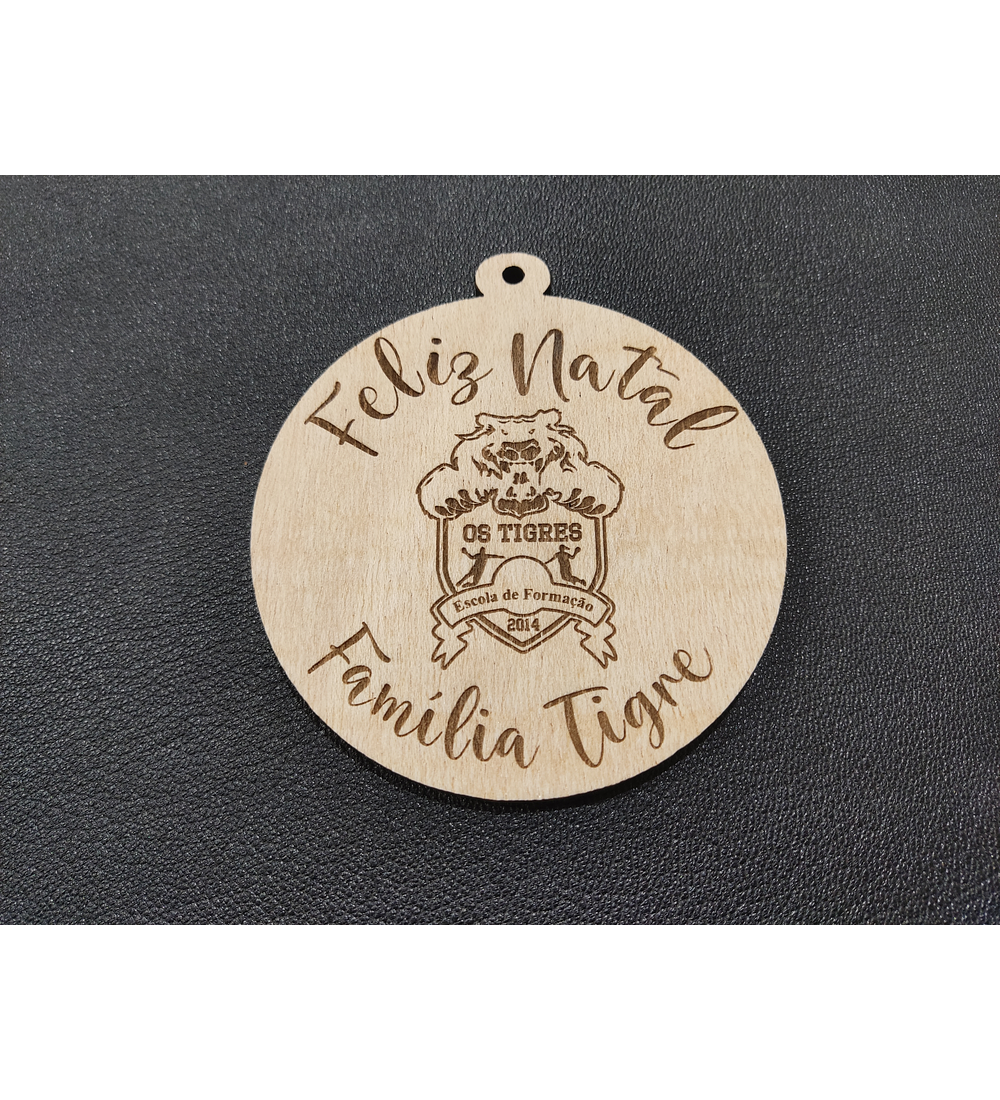 Feliz Natal
OS TIGRES
Escola de Formação
2014
Família Tigre